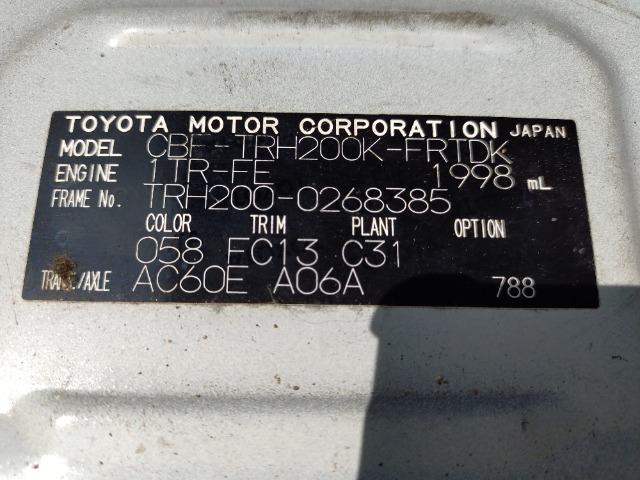 TOYOTA MOTOR CORPORATION JAPAN
MODEL CBF-TRH200K-FRTDK
ENGINE 1TR-FE 1998 mL
FRAME No. TRH200-0268385
COLOR TRIM PLANT OPTION
058 FC13 C31
TRANS./AXLE AC60E A06A 788